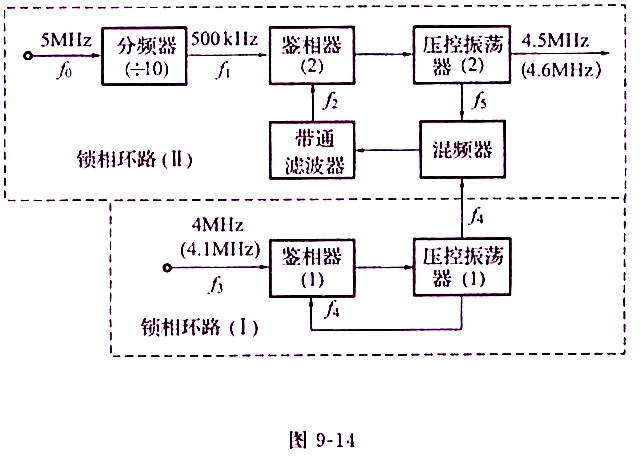 5MHz
f₀
分频器
(÷10)
500kHz
f₁
鉴相器
(2)
压控振荡
器 (2)
4.5MHz
(4.6MHz)
f₂
f₅
带通
滤波器
混频器
锁相环路 (Ⅱ)
f₄
4MHz
(4.1MHz)
f₃
鉴相器
(1)
压控振荡
器 (1)
f₄
锁相环路 (Ⅰ)
图 9-14